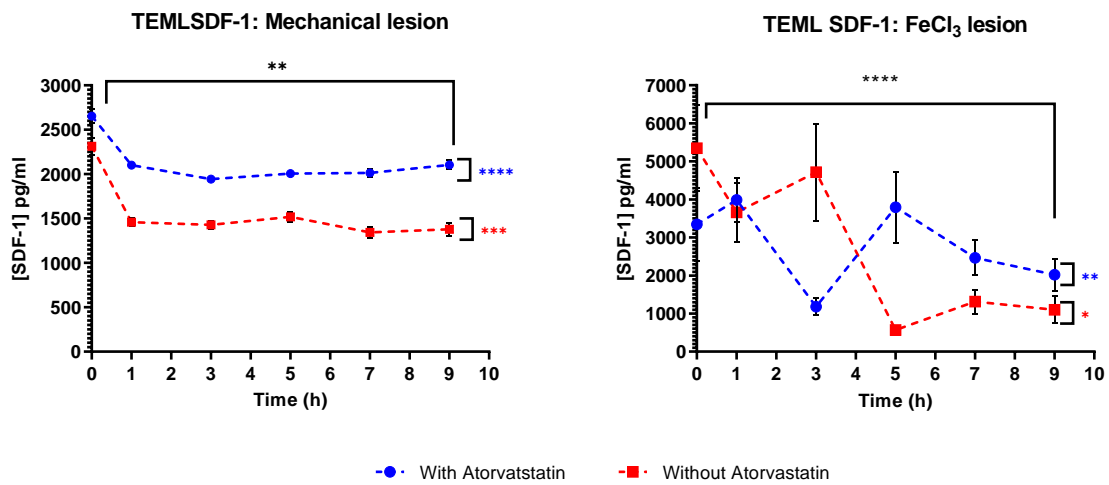 TEMLSDF-1: Mechanical lesion
**
[SDF-1] pg/ml
3000
2500
2000
1500
1000
500
0
****
***
0 1 2 3 4 5 6 7 8 9 10
Time (h)
TEML SDF-1: FeCl₃ lesion
****
[SDF-1] pg/ml
7000
6000
5000
4000
3000
2000
1000
0
**
*
0 1 2 3 4 5 6 7 8 9 10
Time (h)
With Atorvatstatin
Without Atorvastatin